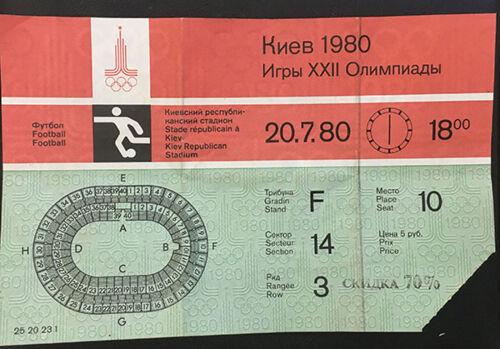 Киев 1980
Игры XXII Олимпиады
Футбол
Football
Football
Киевский республи-
канский стадион
Stade républicain à
Kiev
Kiev Republican
Stadium
20.7.80
18⁰⁰
E
A
H
D
B
F
C
G
Трибуна
Gradin
Stand
F
Место
Place
Seat
10
Сектор
Secteur
Section
14
Цена 5 руб.
Prix
Price
Ряд
Rangée
Row
3
СКИДКА 70%
25 20 23 I